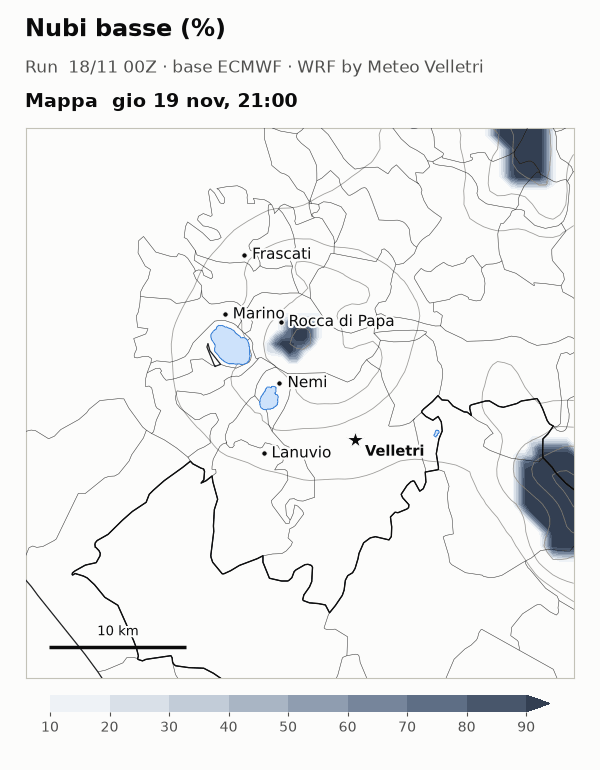 Nubi basse (%)
Run  18/11 00Z · base ECMWF · WRF by Meteo Velletri
Mappa  gio 19 nov, 21:00
Frascati
Marino
Rocca di Papa
Nemi
Velletri
Lanuvio
10 km
10 20 30 40 50 60 70 80 90